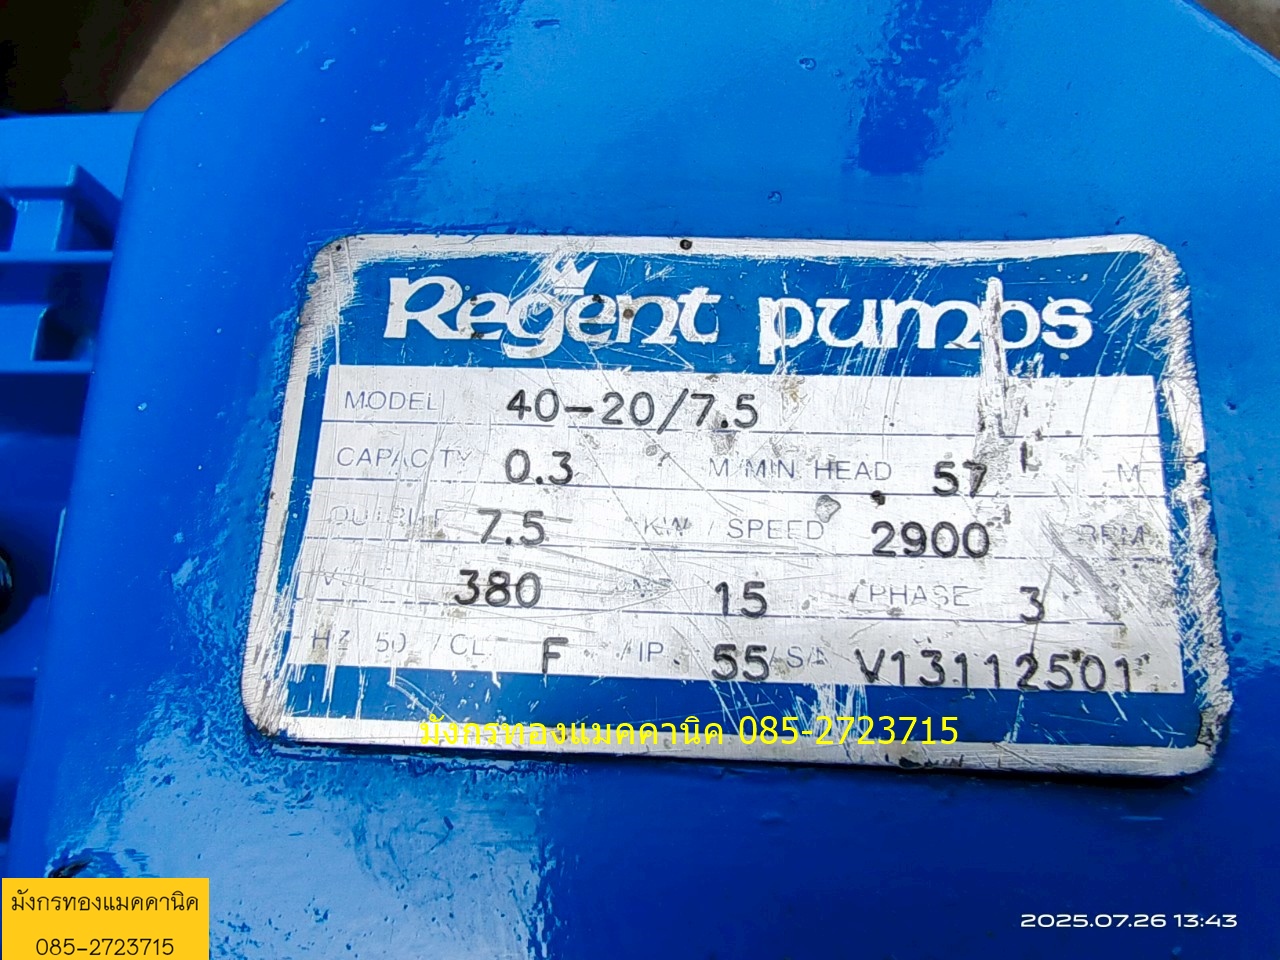 Regent pumps
MODEL 40-20/7.5
CAPACITY 0.3 M/MIN HEAD 57 M
OUTPUT 7.5 KW / SPEED 2900 RPM
VOLT 380 15 / PHASE 3
HZ 50 / CL. F / IP. 55 / V13112501
มังกรทองแมคคานิค 085-2723715
มังกรทองแมคคานิค
085-2723715
2025.07.26 13:43